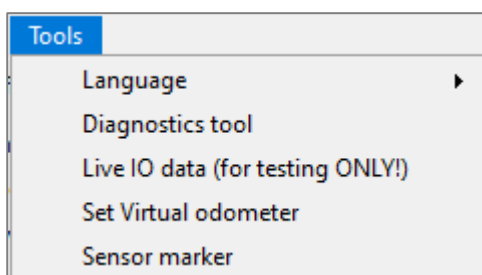 Tools
Language
Diagnostics tool
Live IO data (for testing ONLY!)
Set Virtual odometer
Sensor marker